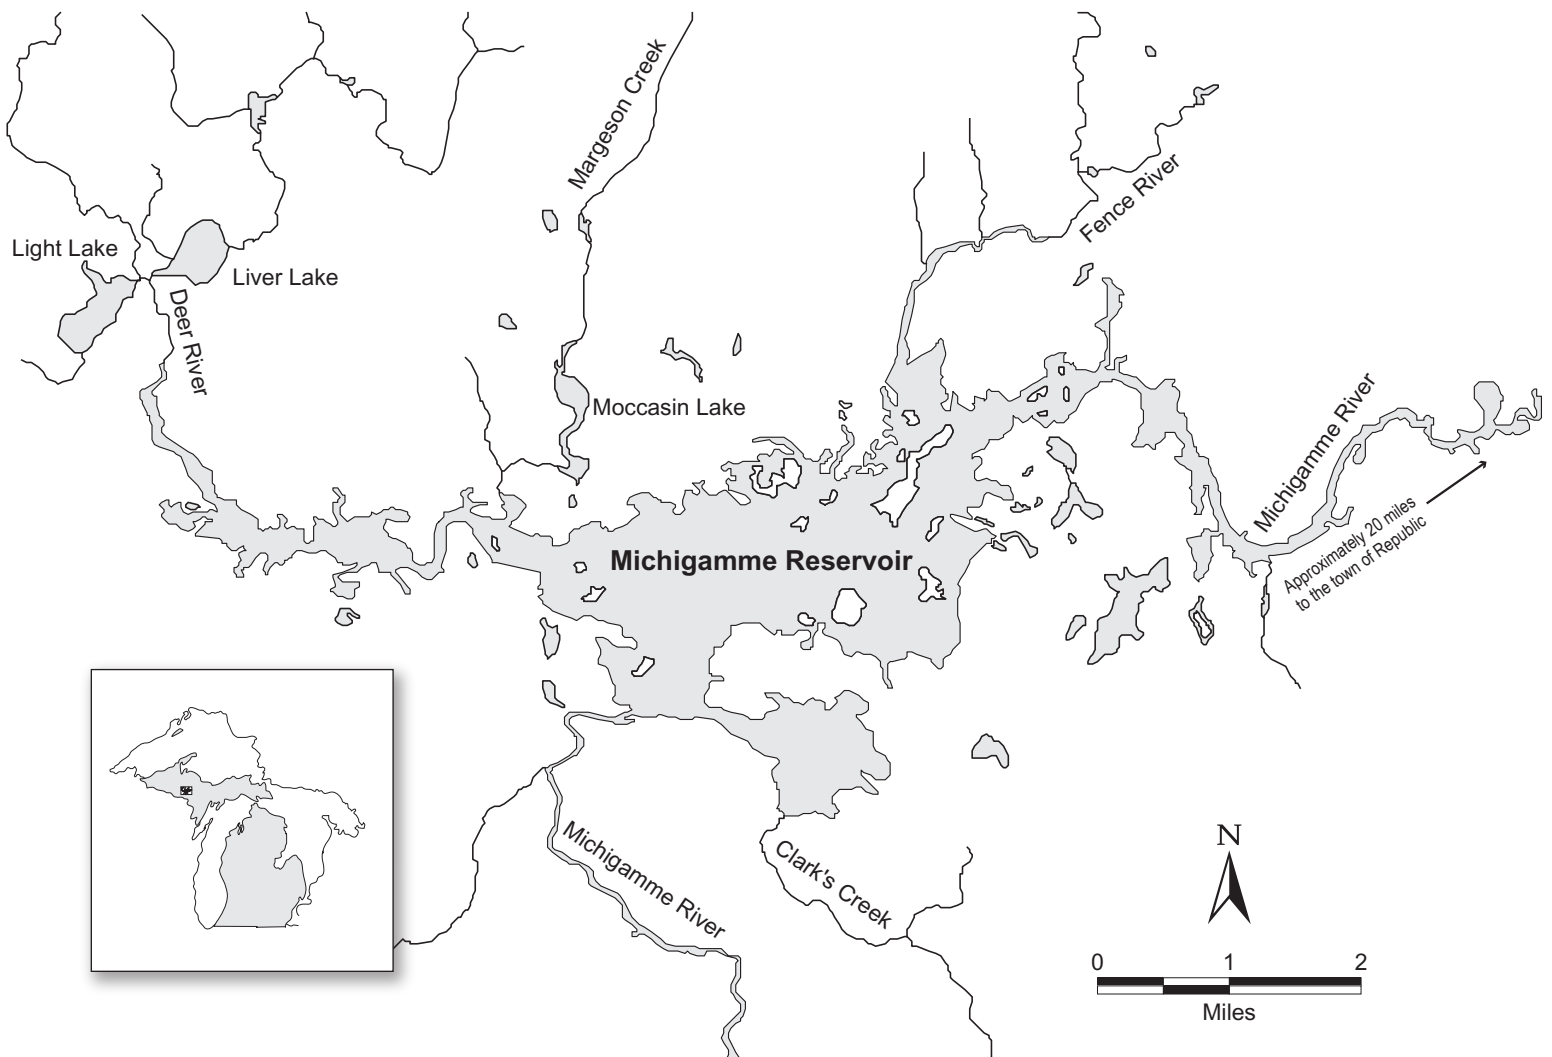 Margeson Creek
Fence River
Light Lake
Liver Lake
Deer River
Moccasin Lake
Michigamme River
Approximately 20 miles
to the town of Republic
Michigamme Reservoir
Michigamme River
Clark's Creek
N
0 1 2
Miles